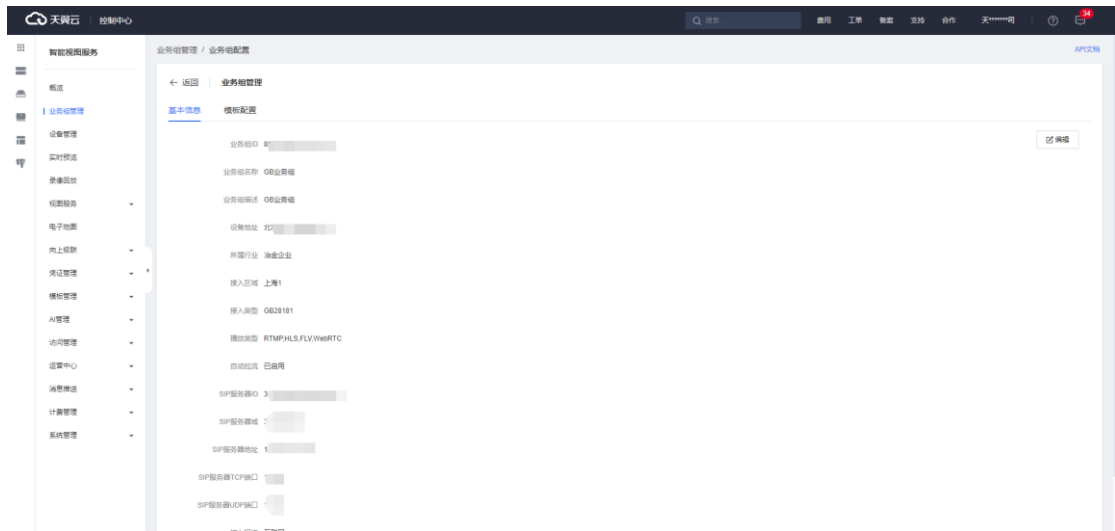 天翼云 控制中心 搜索... 费用 工单 备案 支持 合作 天********司 34
智能视图服务
概览
业务组管理
设备管理
实时预览
录像回放
视图服务
电子地图
向上级联
凭证管理
模板管理
AI管理
访问管理
运营中心
消息推送
计费管理
系统管理
业务组管理 / 业务组配置 API文档
← 返回 业务组管理
基本信息 模板配置
编辑
业务组ID
业务组名称 GB业务组
业务组描述 GB业务组
设备地址
所属行业 冶金企业
接入区域 上海1
接入类型 GB28181
播放类型 RTMP,HLS,FLV,WebRTC
自动拉流 已启用
SIP服务器ID 3
SIP服务器域
SIP服务器地址 1
SIP服务器TCP端口
SIP服务器UDP端口